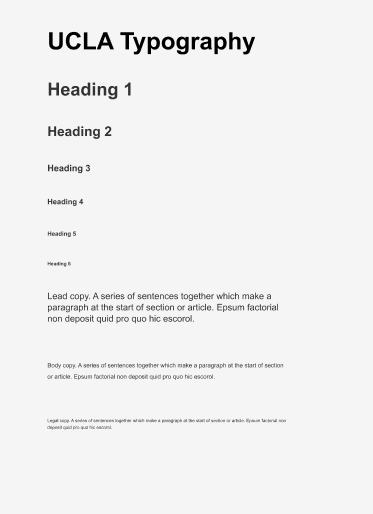 UCLA Typography
Heading 1
Heading 2
Heading 3
Heading 4
Heading 5
Heading 6
Lead copy. A series of sentences together which make a
paragraph at the start of section or article. Epsum factorial
non deposit quid pro quo hic escorol.
Body copy. A series of sentences together which make a paragraph at the start of section
or article. Epsum factorial non deposit quid pro quo hic escorol.
Legal copy. A series of sentences together which make a paragraph at the start of section or article. Epsum factorial non
deposit quid pro quo hic escorol.